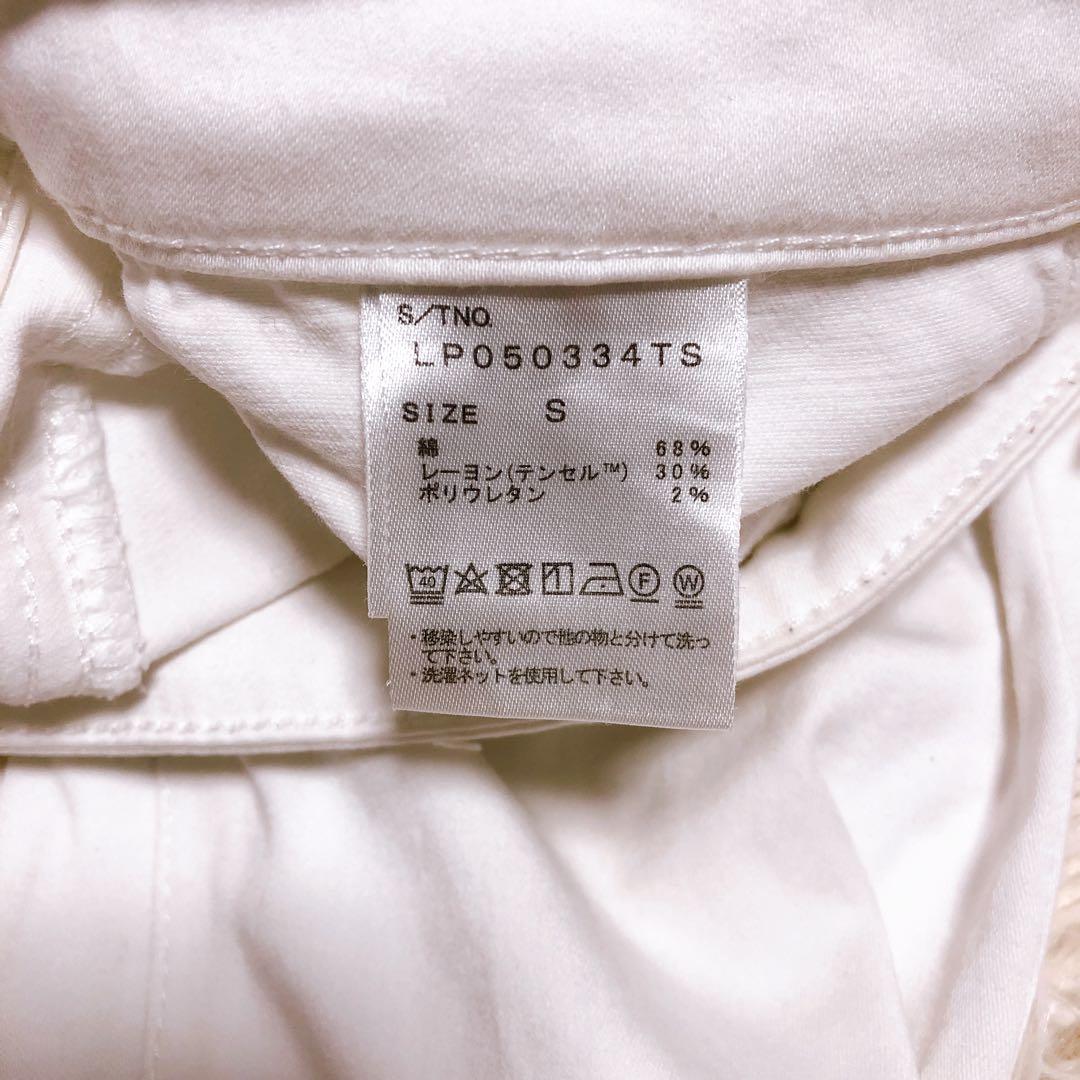 S/TNO.
LP050334TS
SIZE S
綿 68%
レーヨン(テンセル™) 30%
ポリウレタン 2%
40 F W
・移染しやすいので他の物と分けて洗っ
て下さい。
・洗濯ネットを使用して下さい。